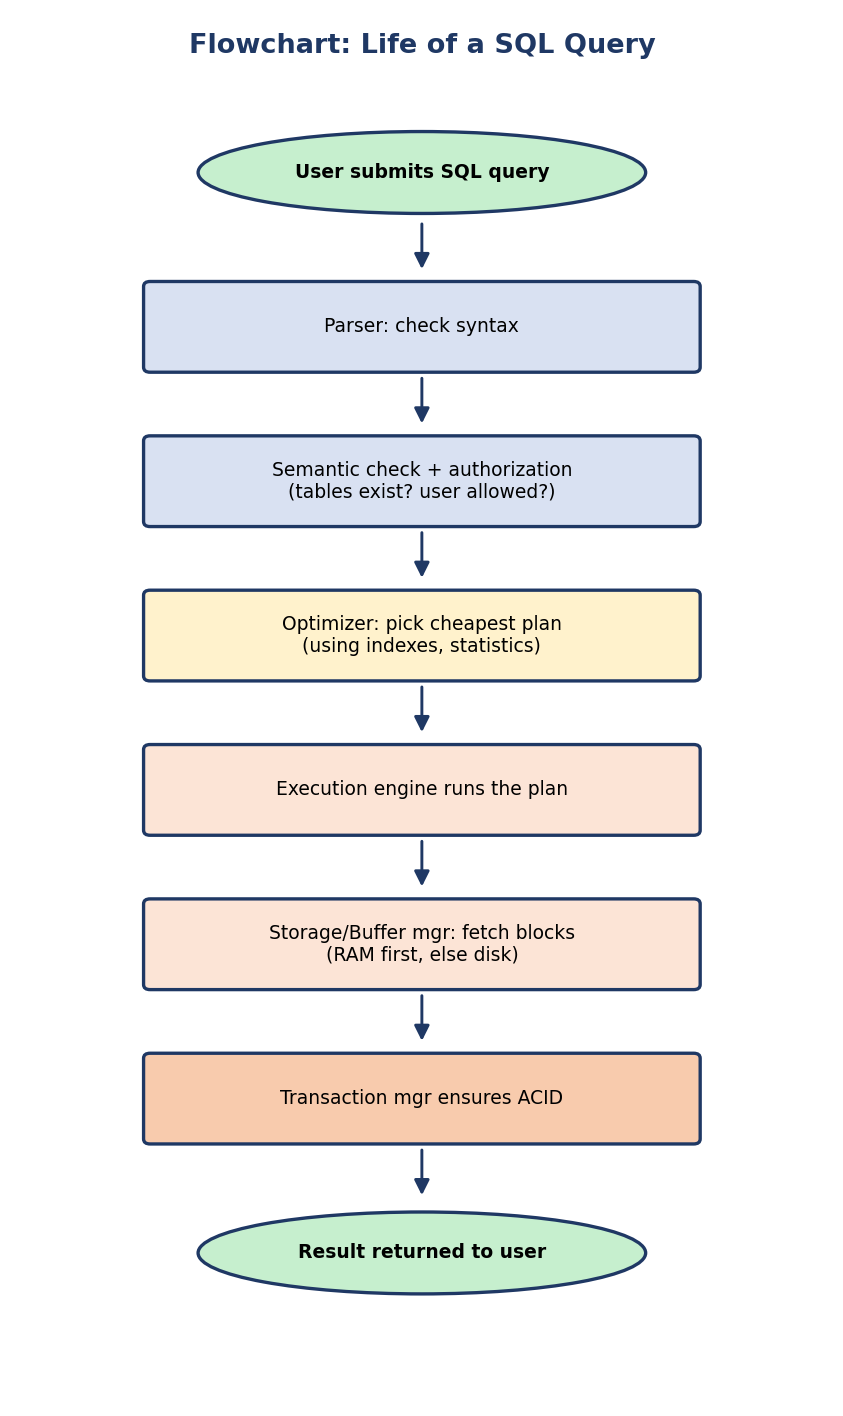 Flowchart: Life of a SQL Query
User submits SQL query
Parser: check syntax
Semantic check + authorization
(tables exist? user allowed?)
Optimizer: pick cheapest plan
(using indexes, statistics)
Execution engine runs the plan
Storage/Buffer mgr: fetch blocks
(RAM first, else disk)
Transaction mgr ensures ACID
Result returned to user